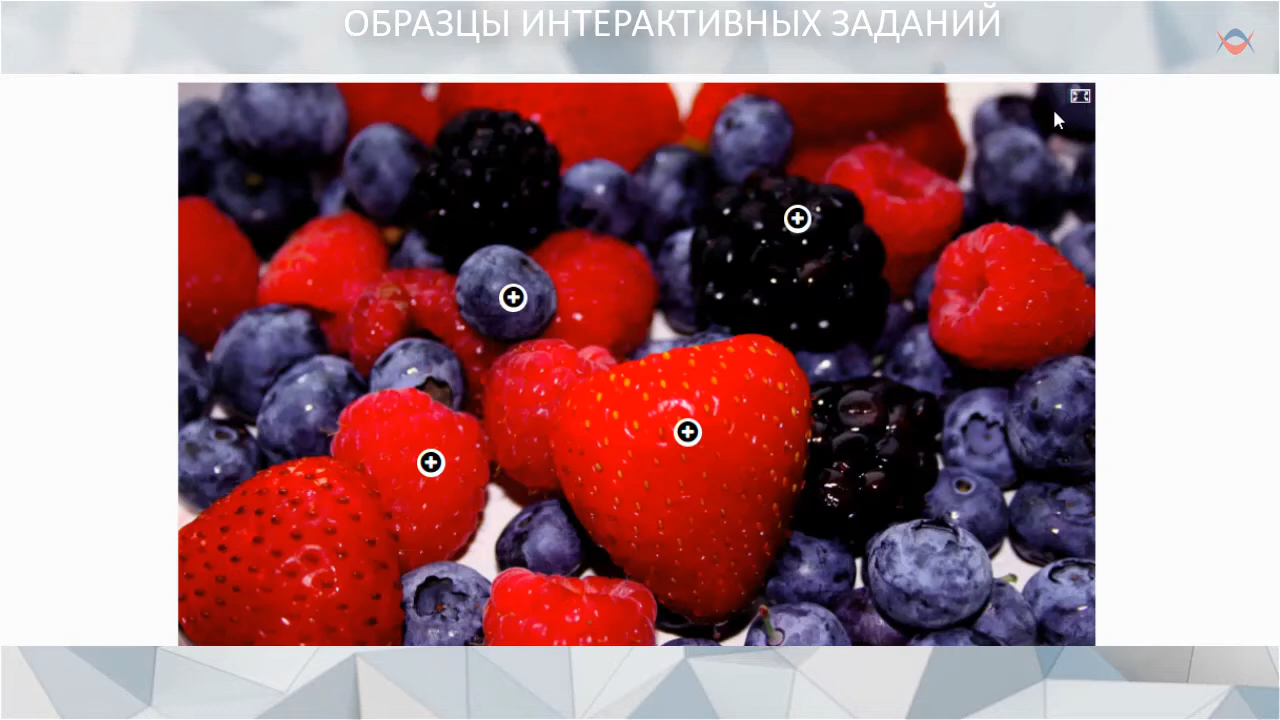 ОБРАЗЦЫ ИНТЕРАКТИВНЫХ ЗАДАНИЙ